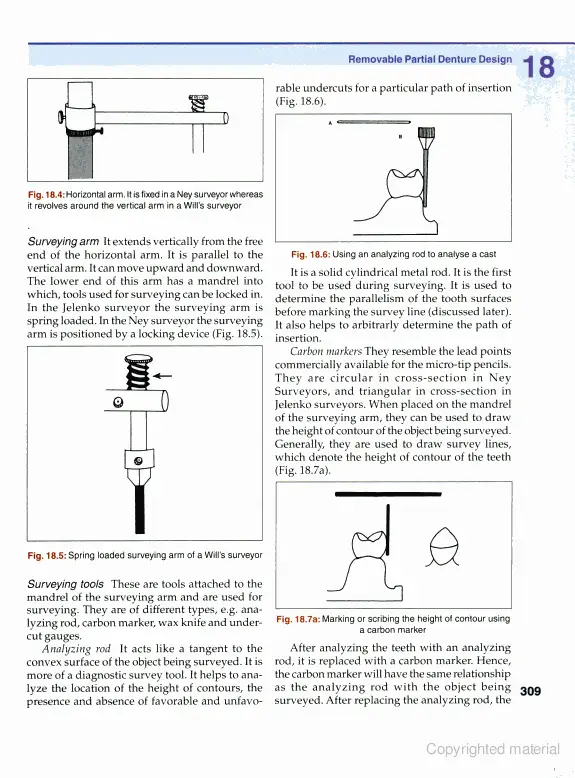 Removable Partial Denture Design
18
Fig. 18.4: Horizontal arm. It is fixed in a Ney surveyor whereas
it revolves around the vertical arm in a Will's surveyor
Surveying arm It extends vertically from the free
end of the horizontal arm. It is parallel to the
vertical arm. It can move upward and downward.
The lower end of this arm has a mandrel into
which, tools used for surveying can be locked in.
In the Jelenko surveyor the surveying arm is
spring loaded. In the Ney surveyor the surveying
arm is positioned by a locking device (Fig. 18.5).
Fig. 18.5: Spring loaded surveying arm of a Will's surveyor
Surveying tools These are tools attached to the
mandrel of the surveying arm and are used for
surveying. They are of different types, e.g. ana-
lyzing rod, carbon marker, wax knife and under-
cut gauges.
Analyzing rod It acts like a tangent to the
convex surface of the object being surveyed. It is
more of a diagnostic survey tool. It helps to ana-
lyze the location of the height of contours, the
presence and absence of favorable and unfavo-
rable undercuts for a particular path of insertion
(Fig. 18.6).
A
B
Fig. 18.6: Using an analyzing rod to analyse a cast
It is a solid cylindrical metal rod. It is the first
tool to be used during surveying. It is used to
determine the parallelism of the tooth surfaces
before marking the survey line (discussed later).
It also helps to arbitrarly determine the path of
insertion.
Carbon markers They resemble the lead points
commercially available for the micro-tip pencils.
They are circular in cross-section in Ney
Surveyors, and triangular in cross-section in
Jelenko surveyors. When placed on the mandrel
of the surveying arm, they can be used to draw
the height of contour of the object being surveyed.
Generally, they are used to draw survey lines,
which denote the height of contour of the teeth
(Fig. 18.7a).
Fig. 18.7a: Marking or scribing the height of contour using
a carbon marker
After analyzing the teeth with an analyzing
rod, it is replaced with a carbon marker. Hence,
the carbon marker will have the same relationship
as the analyzing rod with the object being
surveyed. After replacing the analyzing rod, the
309
Copyrighted material